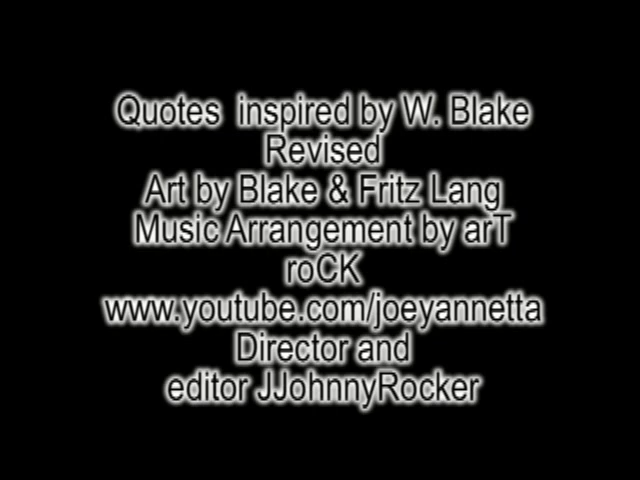 Quotes  inspired by W. Blake
Revised
Art by Blake & Fritz Lang
Music Arrangement by arT
roCK
www.youtube.com/joeyannetta
Director and
editor JJohnnyRocker